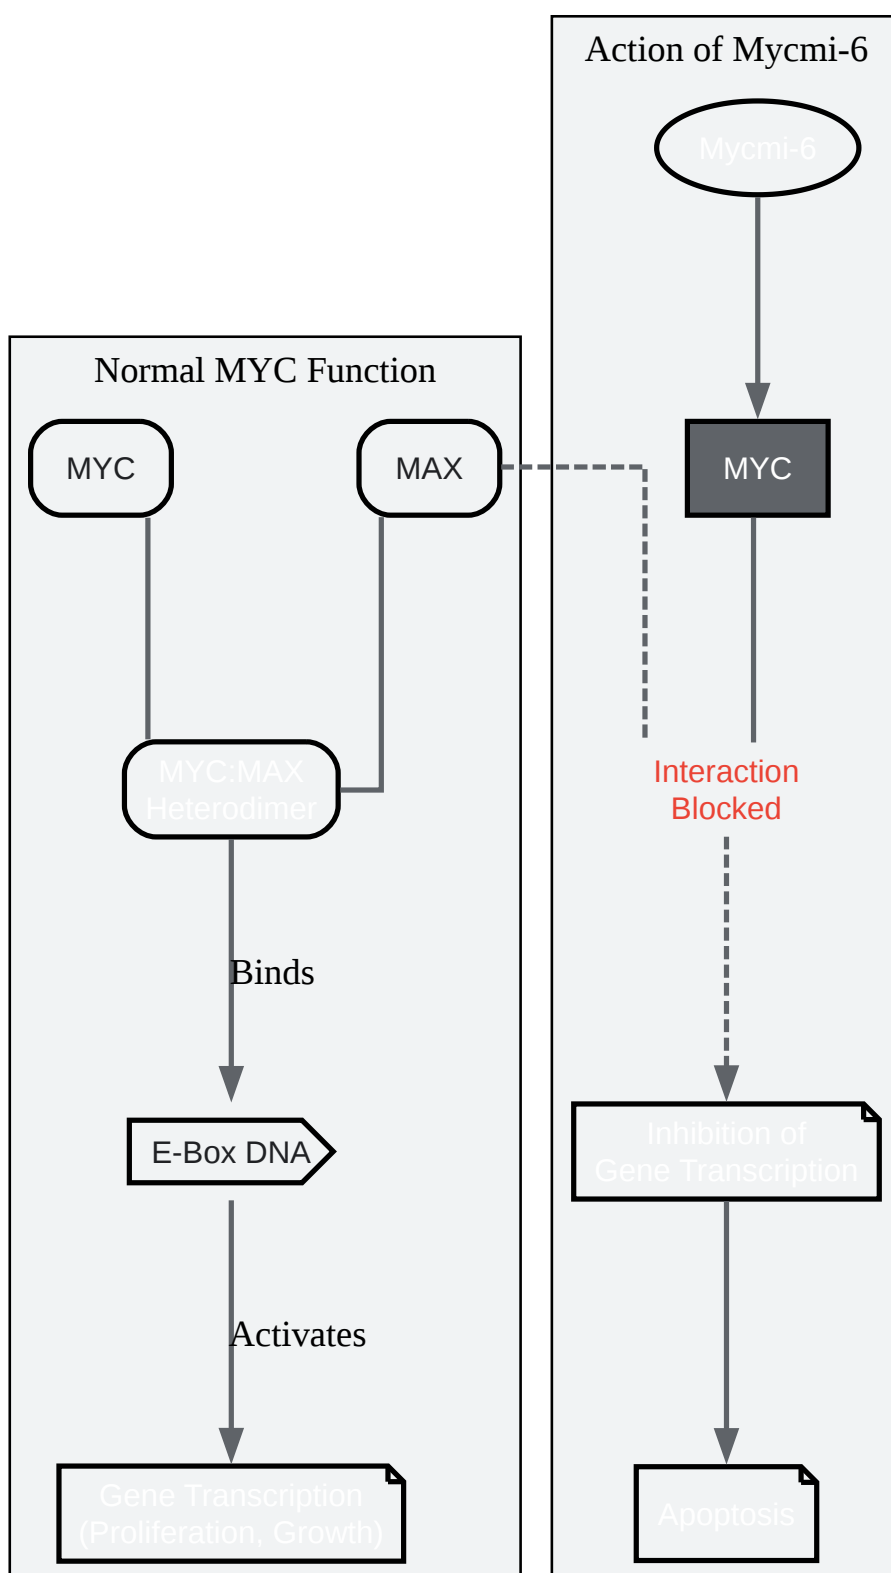 Action of Mycmi-6
Mycmi-6
MYC
Interaction
Blocked
Inhibition of
Gene Transcription
Apoptosis
Normal MYC Function
MYC
MAX
MYC:MAX
Heterodimer
Binds
E-Box DNA
Activates
Gene Transcription
(Proliferation, Growth)